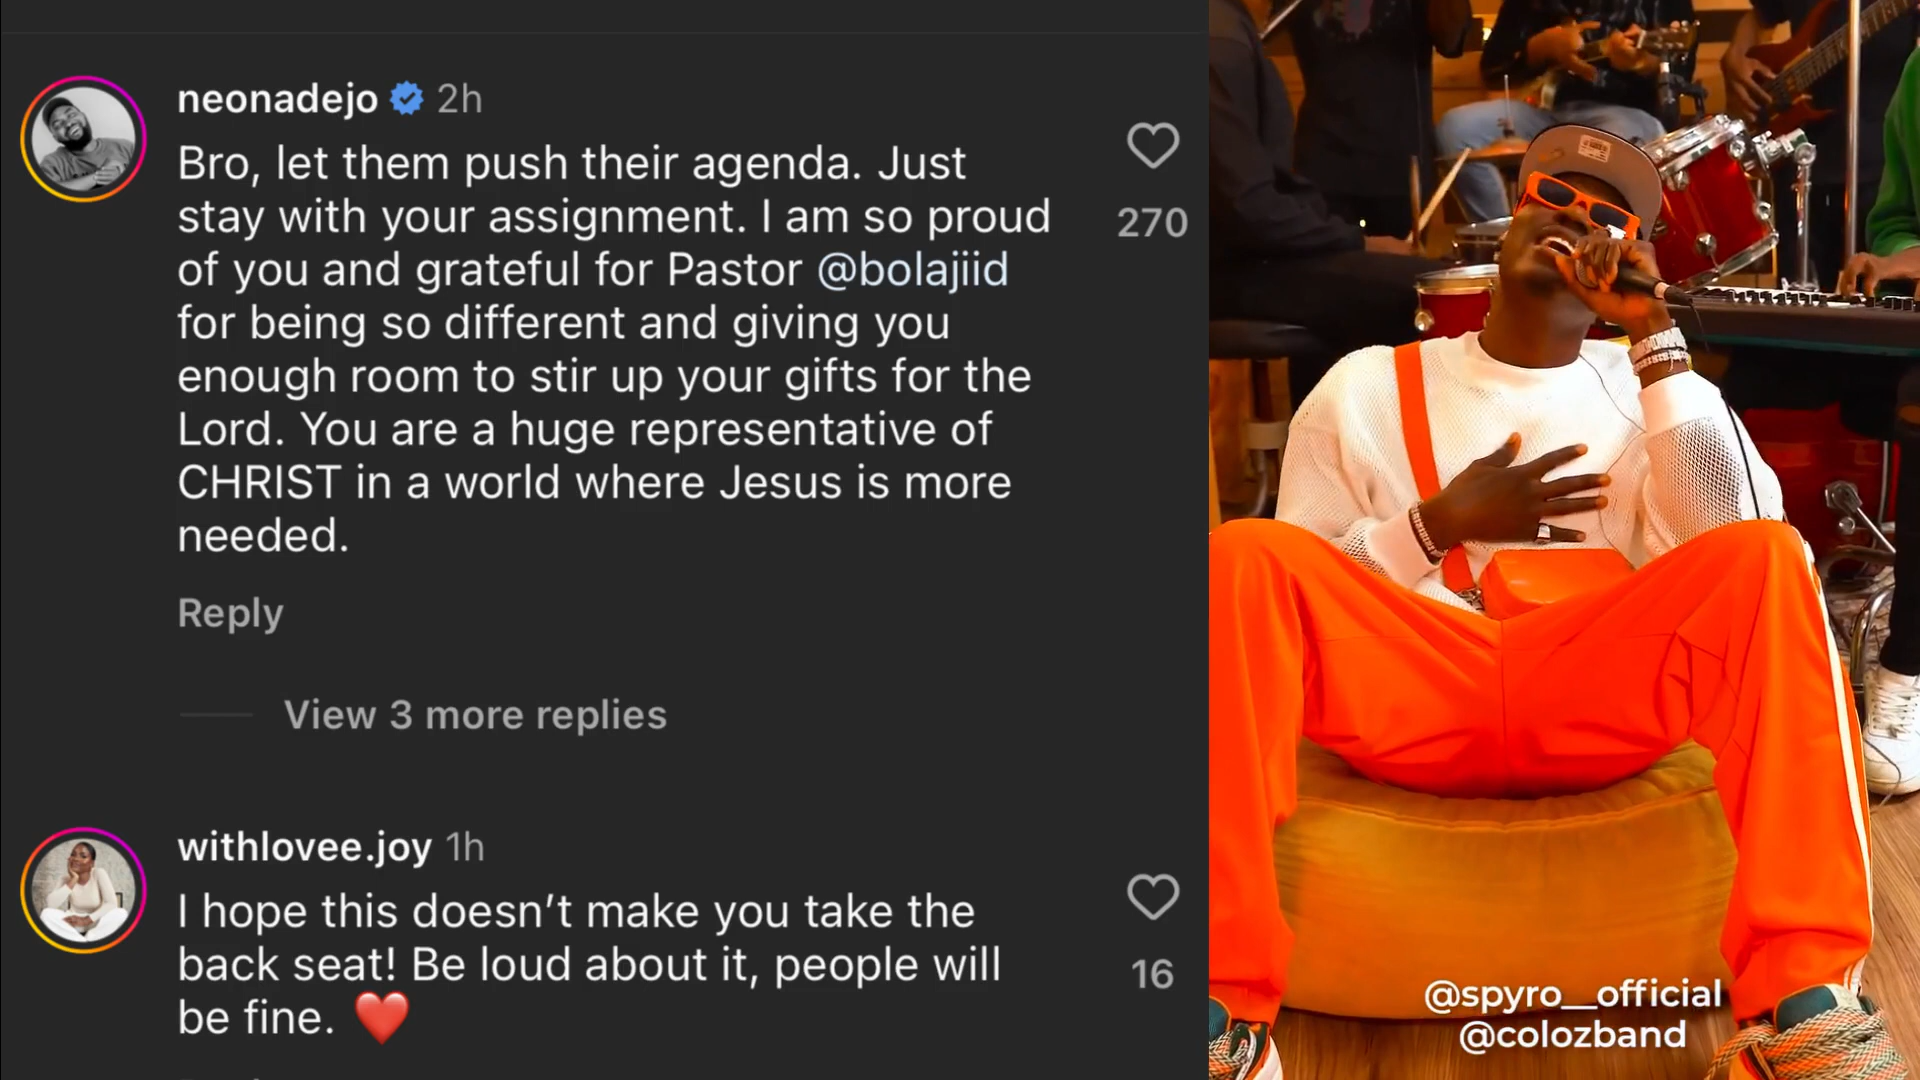 neonadejo 2h
Bro, let them push their agenda. Just
stay with your assignment. I am so proud
of you and grateful for Pastor @bolajiid
for being so different and giving you
enough room to stir up your gifts for the
Lord. You are a huge representative of
CHRIST in a world where Jesus is more
needed.
270
Reply
View 3 more replies
withlovee.joy 1h
I hope this doesn’t make you take the
back seat! Be loud about it, people will
be fine. ❤️
16
@spyro__official
@colozband